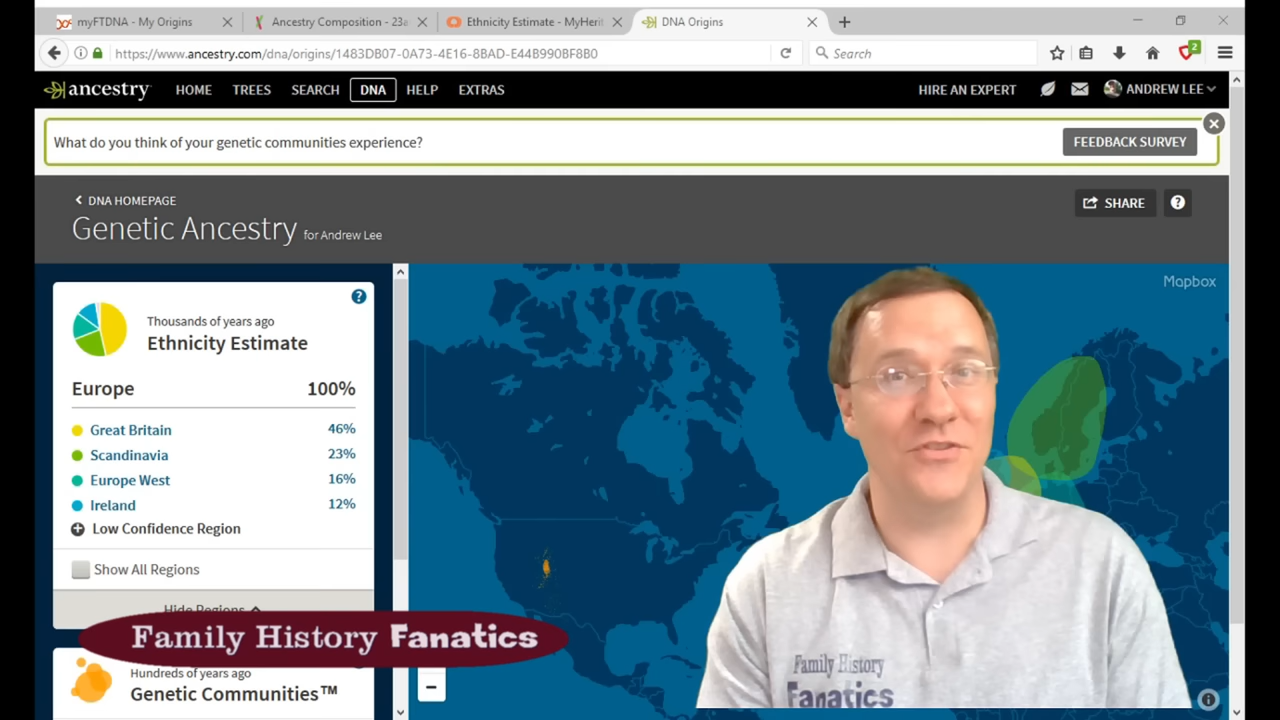 myFTDNA - My Origins
Ancestry Composition - 23a
Ethnicity Estimate - MyHerit
DNA Origins
https://www.ancestry.com/dna/origins/1483DB07-0A73-4E16-8BAD-E44B990BF8B0
Search
2
ancestry
HOME TREES SEARCH DNA HELP EXTRAS
HIRE AN EXPERT
ANDREW LEE
What do you think of your genetic communities experience?
FEEDBACK SURVEY
DNA HOMEPAGE
Genetic Ancestry for Andrew Lee
SHARE
?
Mapbox
?
Thousands of years ago
Ethnicity Estimate
Europe 100%
Great Britain 46%
Scandinavia 23%
Europe West 16%
Ireland 12%
Low Confidence Region
Show All Regions
Hide Regions
Family History Fanatics
Hundreds of years ago
Genetic Communities™
Family History
Fanatics